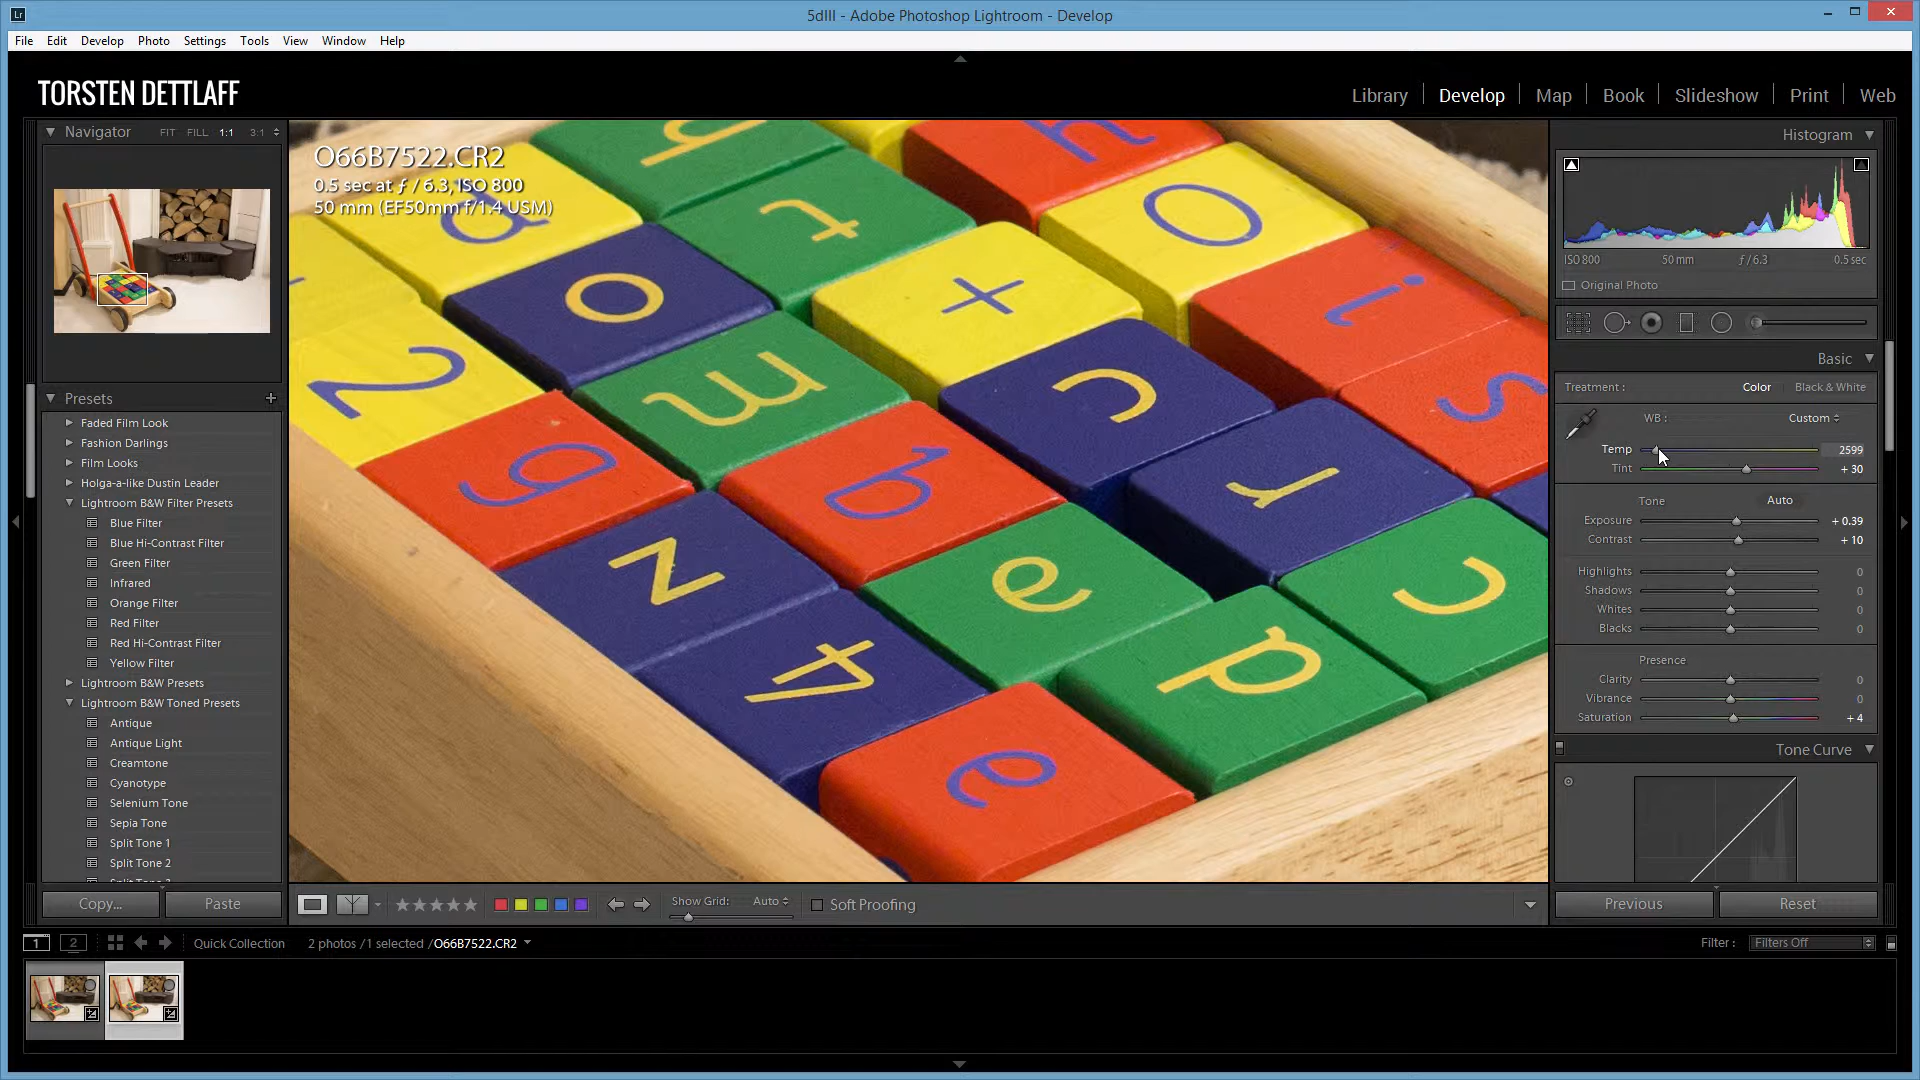 5dIII - Adobe Photoshop Lightroom - Develop
File Edit Develop Photo Settings Tools View Window Help
TORSTEN DETTLAFF
Library | Develop | Map | Book | Slideshow | Print | Web
Navigator FIT FILL 1:1 3:1
Presets +
Faded Film Look
Fashion Darlings
Film Looks
Holga-a-like Dustin Leader
Lightroom B&W Filter Presets
Blue Filter
Blue Hi-Contrast Filter
Green Filter
Infrared
Orange Filter
Red Filter
Red Hi-Contrast Filter
Yellow Filter
Lightroom B&W Presets
Lightroom B&W Toned Presets
Antique
Antique Light
Creamtone
Cyanotype
Selenium Tone
Sepia Tone
Split Tone 1
Split Tone 2
Copy... Paste
O66B7522.CR2
0.5 sec at ƒ / 6.3, ISO 800
50 mm (EF50mm f/1.4 USM)
h
t
o
+
O
i
2
m
c
s
g
a
r
z
e
c
4
d
e
Show Grid: Auto Soft Proofing
Histogram
ISO 800 50 mm ƒ / 6.3 0.5 sec
Original Photo
Basic
Treatment : Color Black & White
WB : Custom
Temp 2599
Tint + 30
Tone Auto
Exposure + 0.39
Contrast + 10
Highlights 0
Shadows 0
Whites 0
Blacks 0
Presence
Clarity 0
Vibrance 0
Saturation + 4
Tone Curve
Previous Reset
1 2 Quick Collection 2 photos /1 selected /O66B7522.CR2 Filter : Filters Off